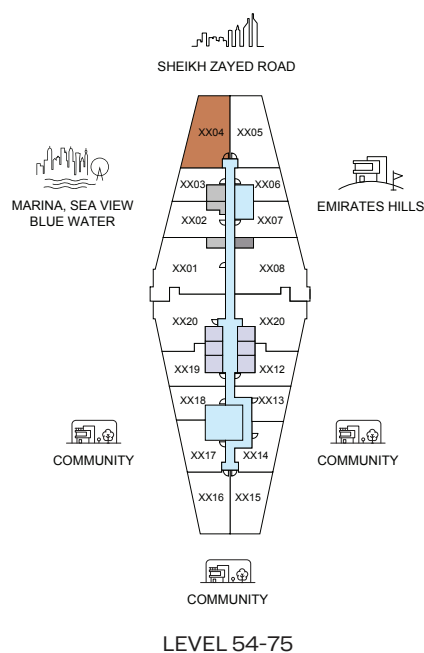 SHEIKH ZAYED ROAD
XX04
XX05
MARINA, SEA VIEW
BLUE WATER
EMIRATES HILLS
XX03
XX06
XX02
XX07
XX01
XX08
XX20
XX20
XX19
XX12
XX18
XX13
COMMUNITY
COMMUNITY
XX17
XX14
XX16
XX15
COMMUNITY
LEVEL 54-75